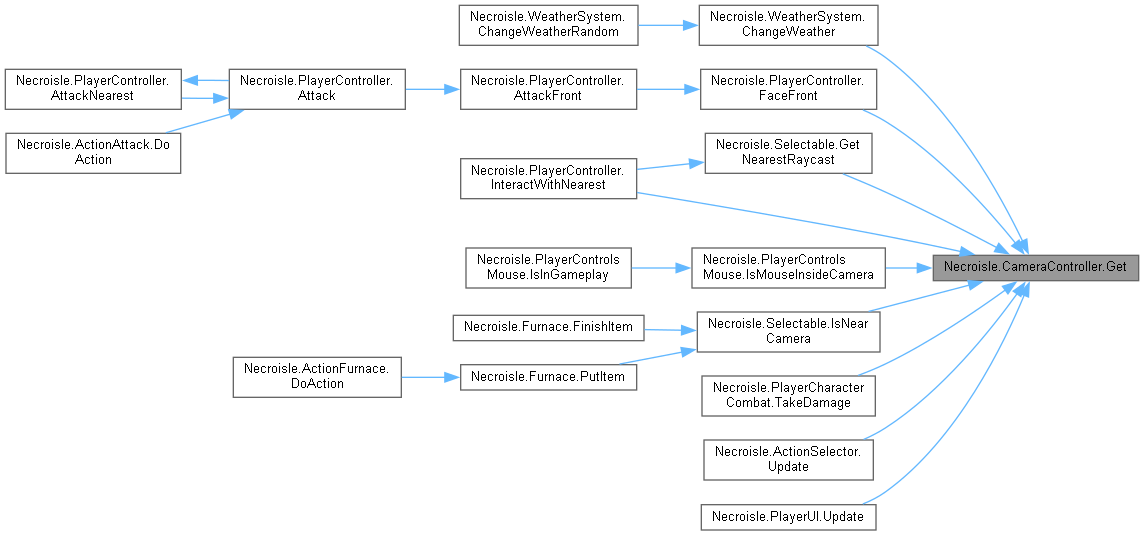 Necroisle.WeatherSystem.
ChangeWeatherRandom
Necroisle.WeatherSystem.
ChangeWeather
Necroisle.PlayerController.
AttackNearest
Necroisle.PlayerController.
Attack
Necroisle.PlayerController.
AttackFront
Necroisle.PlayerController.
FaceFront
Necroisle.ActionAttack.Do
Action
Necroisle.Selectable.Get
NearestRaycast
Necroisle.PlayerController.
InteractWithNearest
Necroisle.PlayerControls
Mouse.IsInGameplay
Necroisle.PlayerControls
Mouse.IsMouseInsideCamera
Necroisle.CameraController.Get
Necroisle.Furnace.FinishItem
Necroisle.Selectable.IsNear
Camera
Necroisle.ActionFurnace.
DoAction
Necroisle.Furnace.PutItem
Necroisle.PlayerCharacter
Combat.TakeDamage
Necroisle.ActionSelector.
Update
Necroisle.PlayerUI.Update